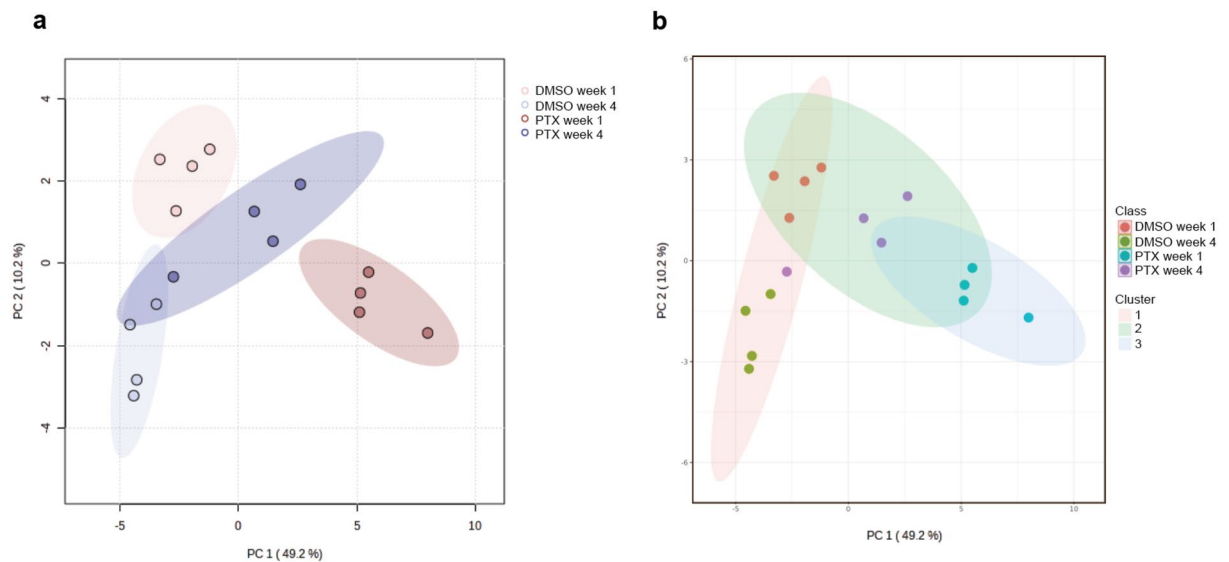 a
4
2
0
-2
-4
PC 2 ( 10.2 %)
-5
0
5
10
PC 1 ( 49.2 %)
DMSO week 1
DMSO week 4
PTX week 1
PTX week 4
b
6
3
0
-3
-6
PC 2 ( 10.2 %)
-5
0
5
10
PC 1 ( 49.2 %)
Class
DMSO week 1
DMSO week 4
PTX week 1
PTX week 4
Cluster
1
2
3